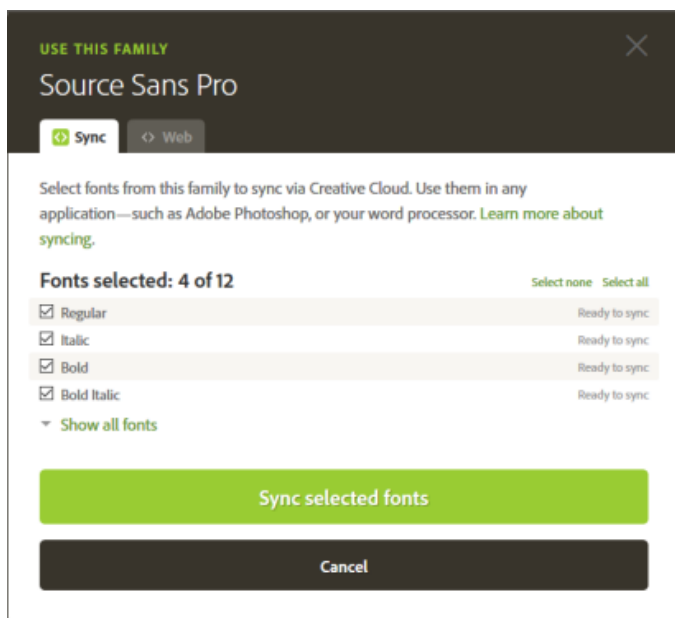 USE THIS FAMILY
Source Sans Pro
Sync
Web
Select fonts from this family to sync via Creative Cloud. Use them in any
application—such as Adobe Photoshop, or your word processor. Learn more about
syncing.
Fonts selected: 4 of 12
Select none Select all
Regular Ready to sync
Italic Ready to sync
Bold Ready to sync
Bold Italic Ready to sync
Show all fonts
Sync selected fonts
Cancel